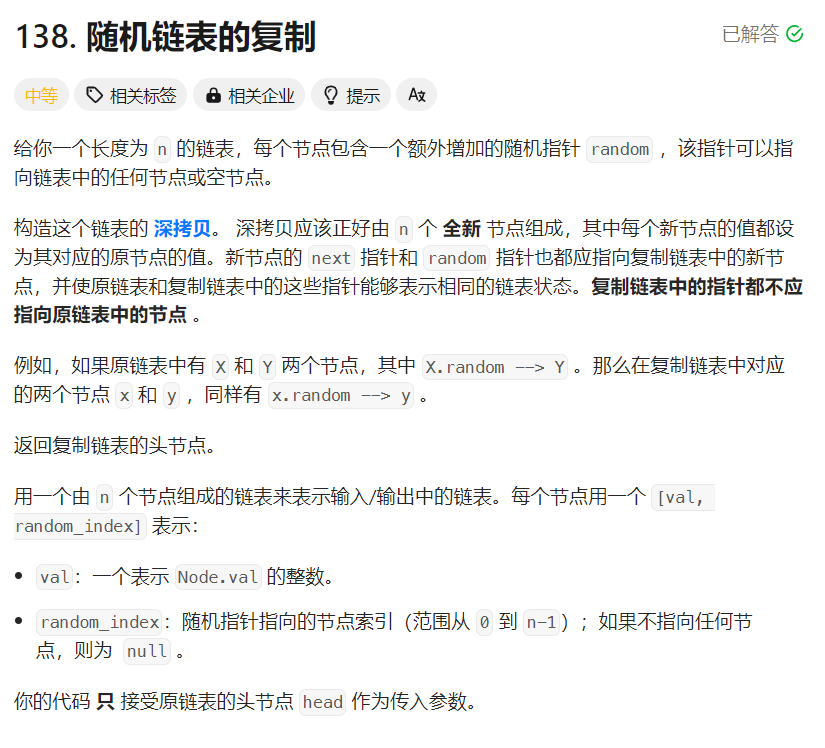 138. 随机链表的复制
已解答
中等
相关标签
相关企业
提示
给你一个长度为 n 的链表，每个节点包含一个额外增加的随机指针 random ，该指针可以指
向链表中的任何节点或空节点。
构造这个链表的 深拷贝。 深拷贝应该正好由 n 个 全新 节点组成，其中每个新节点的值都设
为其对应的原节点的值。新节点的 next 指针和 random 指针也都应指向复制链表中的新节
点，并使原链表和复制链表中的这些指针能够表示相同的链表状态。复制链表中的指针都不应
指向原链表中的节点 。
例如，如果原链表中有 X 和 Y 两个节点，其中 X.random --> Y 。那么在复制链表中对应
的两个节点 x 和 y ，同样有 x.random --> y 。
返回复制链表的头节点。
用一个由 n 个节点组成的链表来表示输入/输出中的链表。每个节点用一个 [val,
random_index] 表示：
val：一个表示 Node.val 的整数。
random_index：随机指针指向的节点索引（范围从 0 到 n-1）；如果不指向任何节
点，则为 null 。
你的代码 只 接受原链表的头节点 head 作为传入参数。